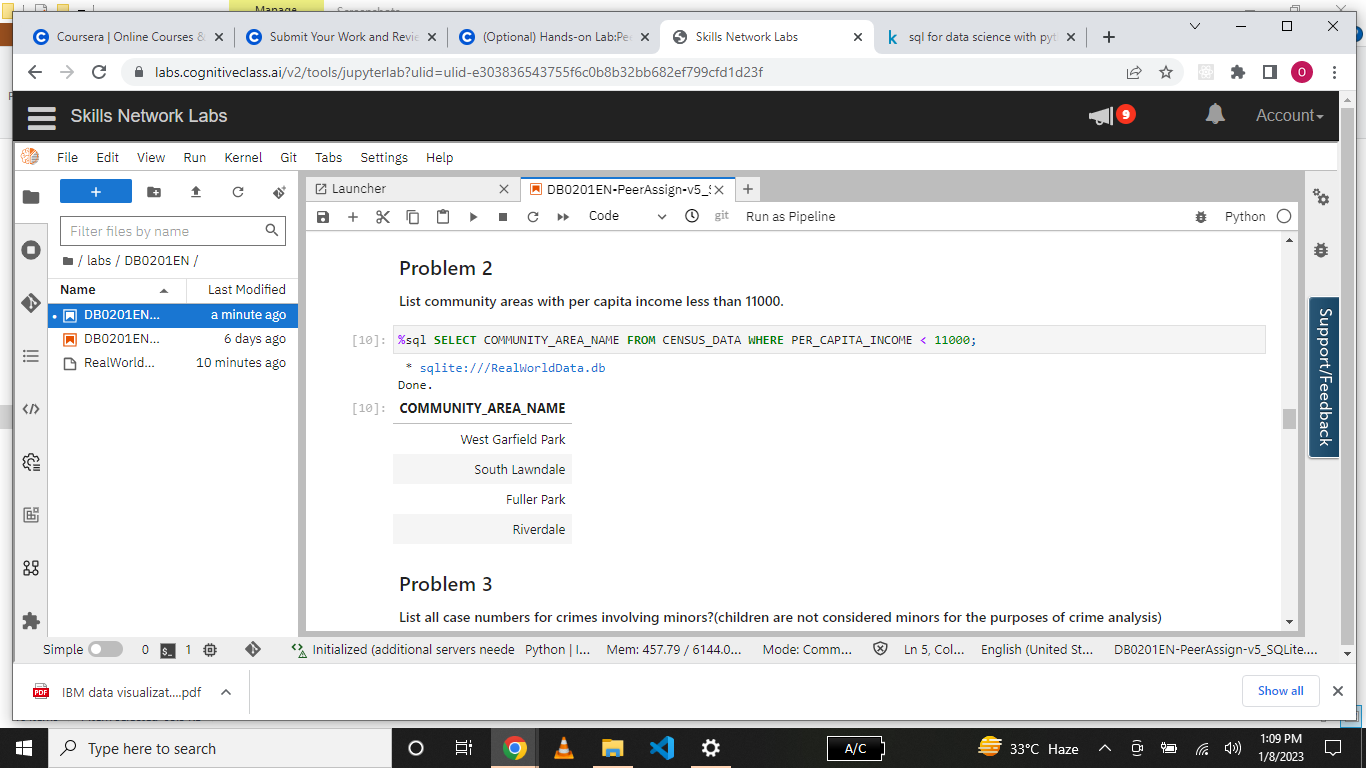 Manage
Screenshots
Coursera | Online Courses &
Submit Your Work and Revie
(Optional) Hands-on Lab:Pee
Skills Network Labs
sql for data science with pyth
labs.cognitiveclass.ai/v2/tools/jupyterlab?ulid=ulid-e303836543755f6c0b8b32bb682ef799cfd1d23f
O
Skills Network Labs
9
Account
File Edit View Run Kernel Git Tabs Settings Help
Launcher
DB0201EN-PeerAssign-v5_S
Code
git
Run as Pipeline
Python
Filter files by name
/ labs / DB0201EN /
Name
Last Modified
DB0201EN... a minute ago
DB0201EN... 6 days ago
RealWorld... 10 minutes ago
Problem 2
List community areas with per capita income less than 11000.
[10]: %sql SELECT COMMUNITY_AREA_NAME FROM CENSUS_DATA WHERE PER_CAPITA_INCOME < 11000;
* sqlite:///RealWorldData.db
Done.
[10]: COMMUNITY_AREA_NAME
West Garfield Park
South Lawndale
Fuller Park
Riverdale
Problem 3
List all case numbers for crimes involving minors?(children are not considered minors for the purposes of crime analysis)
Support/Feedback
Simple 0 $_ 1 Initialized (additional servers neede Python | I... Mem: 457.79 / 6144.0... Mode: Comm... Ln 5, Col... English (United St... DB0201EN-PeerAssign-v5_SQLite....
PDF
IBM data visualizat....pdf
Show all
Type here to search
A/C
33°C Haze
1:09 PM
1/8/2023